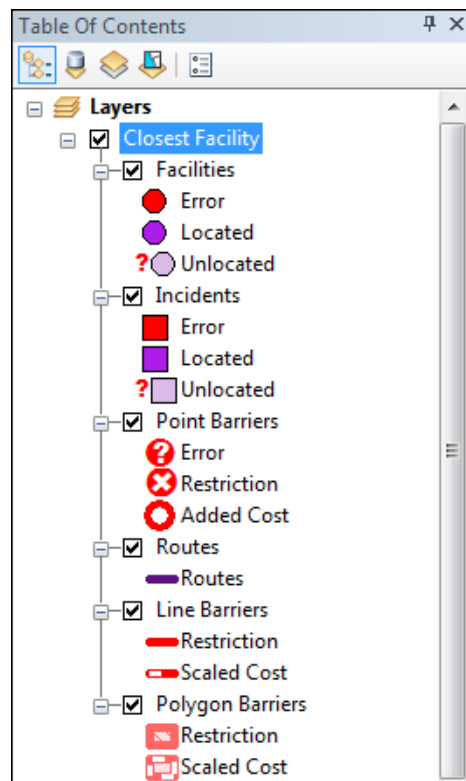 Table Of Contents
Layers
Closest Facility
Facilities
Error
Located
? Unlocated
Incidents
Error
Located
? Unlocated
Point Barriers
? Error
Restriction
Added Cost
Routes
Routes
Line Barriers
Restriction
Scaled Cost
Polygon Barriers
Restriction
Scaled Cost